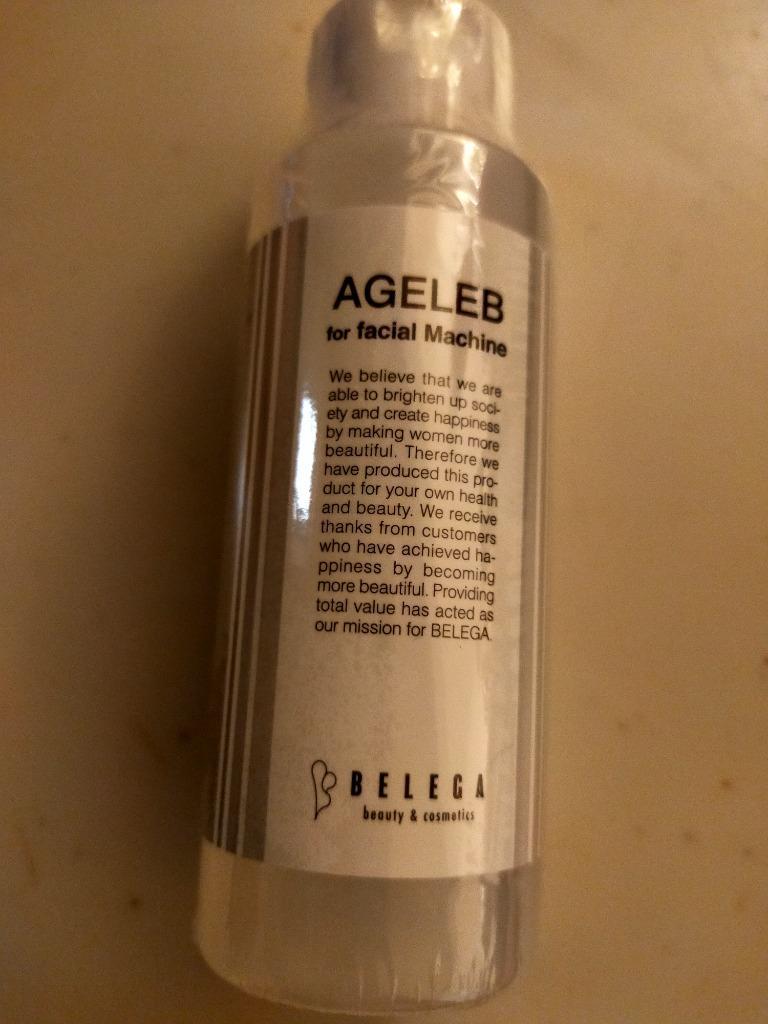 AGELEB
for facial Machine
We believe that we are
able to brighten up soci-
ety and create happiness
by making women more
beautiful. Therefore we
have produced this pro-
duct for your own health
and beauty. We receive
thanks from customers
who have achieved ha-
ppiness by becoming
more beautiful. Providing
total value has acted as
our mission for BELEGA.
BELEGA
beauty & cosmetics